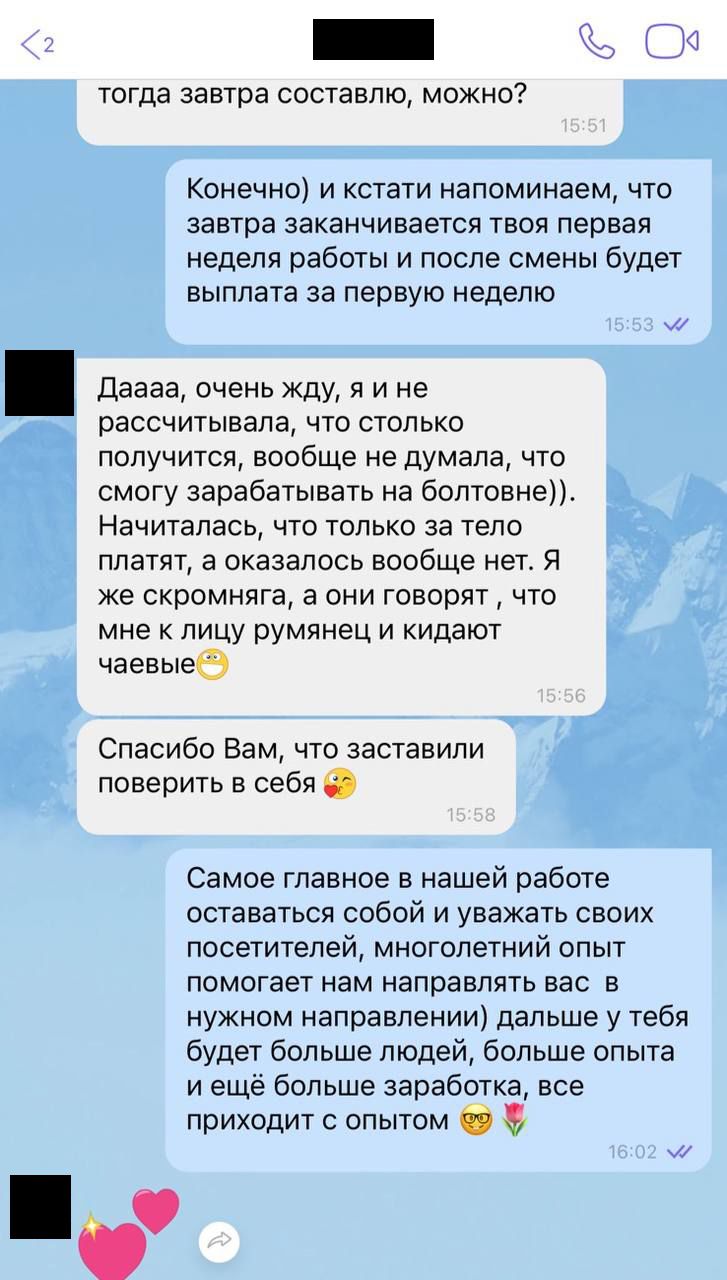 2
тогда завтра составлю, можно?
15:51
Конечно) и кстати напоминаем, что
завтра заканчивается твоя первая
неделя работы и после смены будет
выплата за первую неделю
15:53
Даааа, очень жду, я и не
рассчитывала, что столько
получится, вообще не думала, что
смогу зарабатывать на болтовне)).
Начиталась, что только за тело
платят, а оказалось вообще нет. Я
же скромняга, а они говорят , что
мне к лицу румянец и кидают
чаевые😁
15:56
Спасибо Вам, что заставили
поверить в себя 😘
15:58
Самое главное в нашей работе
оставаться собой и уважать своих
посетителей, многолетний опыт
помогает нам направлять вас  в
нужном направлении) дальше у тебя
будет больше людей, больше опыта
и ещё больше заработка, все
приходит с опытом 🤓🌷
16:02